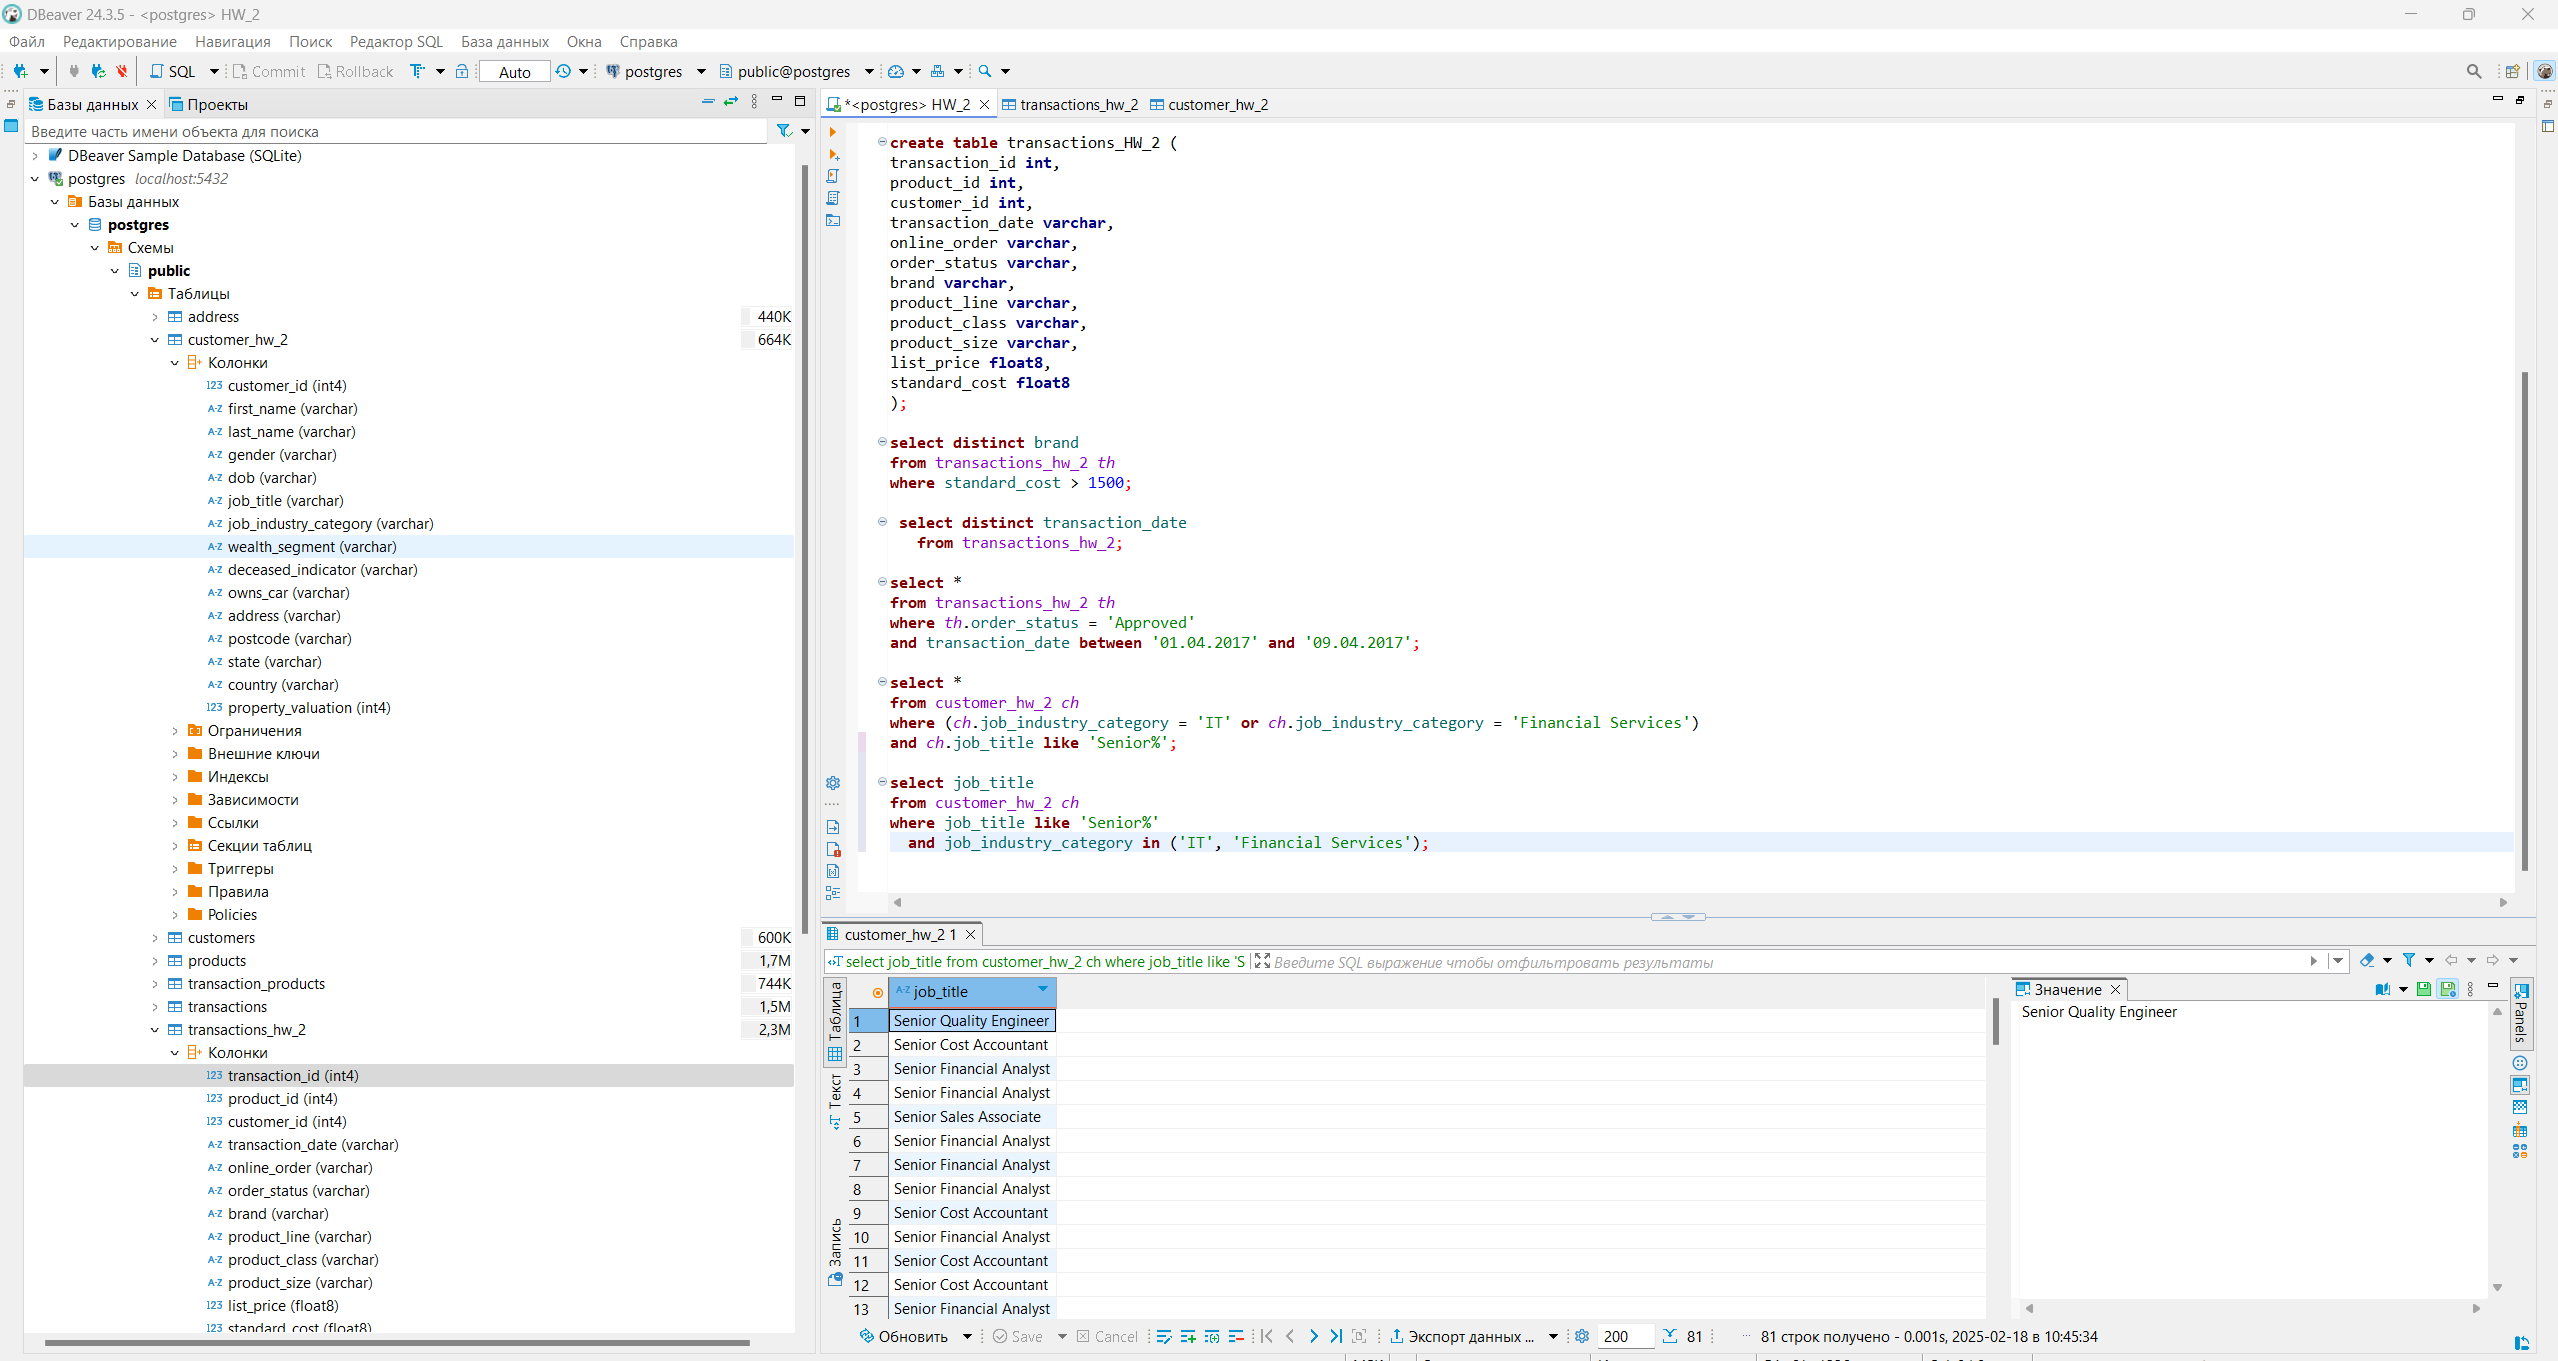 DBeaver 24.3.5 - <postgres> HW_2
Файл Редактирование Навигация Поиск Редактор SQL База данных Окна Справка
SQL Commit Rollback Auto postgres public@postgres
Базы данных Проекты
Введите часть имени объекта для поиска
DBeaver Sample Database (SQLite)
postgres localhost:5432
Базы данных
postgres
Схемы
public
Таблицы
address 440K
customer_hw_2 664K
Колонки
123 customer_id (int4)
A-Z first_name (varchar)
A-Z last_name (varchar)
A-Z gender (varchar)
A-Z dob (varchar)
A-Z job_title (varchar)
A-Z job_industry_category (varchar)
A-Z wealth_segment (varchar)
A-Z deceased_indicator (varchar)
A-Z owns_car (varchar)
A-Z address (varchar)
A-Z postcode (varchar)
A-Z state (varchar)
A-Z country (varchar)
123 property_valuation (int4)
Ограничения
Внешние ключи
Индексы
Зависимости
Ссылки
Секции таблиц
Триггеры
Правила
Policies
customers 600K
products 1,7M
transaction_products 744K
transactions 1,5M
transactions_hw_2 2,3M
Колонки
123 transaction_id (int4)
123 product_id (int4)
123 customer_id (int4)
A-Z transaction_date (varchar)
A-Z online_order (varchar)
A-Z order_status (varchar)
A-Z brand (varchar)
A-Z product_line (varchar)
A-Z product_class (varchar)
A-Z product_size (varchar)
123 list_price (float8)
123 standard_cost (float8)
*<postgres> HW_2 transactions_hw_2 customer_hw_2
create table transactions_HW_2 (
transaction_id int,
product_id int,
customer_id int,
transaction_date varchar,
online_order varchar,
order_status varchar,
brand varchar,
product_line varchar,
product_class varchar,
product_size varchar,
list_price float8,
standard_cost float8
);
select distinct brand
from transactions_hw_2 th
where standard_cost > 1500;
select distinct transaction_date
from transactions_hw_2;
select *
from transactions_hw_2 th
where th.order_status = 'Approved'
and transaction_date between '01.04.2017' and '09.04.2017';
select *
from customer_hw_2 ch
where (ch.job_industry_category = 'IT' or ch.job_industry_category = 'Financial Services')
and ch.job_title like 'Senior%';
select job_title
from customer_hw_2 ch
where job_title like 'Senior%'
and job_industry_category in ('IT', 'Financial Services');
customer_hw_2 1
select job_title from customer_hw_2 ch where job_title like 'S Введите SQL выражение чтобы отфильтровать результаты
Таблица
Текст
Запись
A-Z job_title
1 Senior Quality Engineer
2 Senior Cost Accountant
3 Senior Financial Analyst
4 Senior Financial Analyst
5 Senior Sales Associate
6 Senior Financial Analyst
7 Senior Financial Analyst
8 Senior Financial Analyst
9 Senior Cost Accountant
10 Senior Financial Analyst
11 Senior Cost Accountant
12 Senior Cost Accountant
13 Senior Financial Analyst
Значение
Senior Quality Engineer
Panels
Обновить Save Cancel Экспорт данных ... 200 81 81 строк получено - 0.001s, 2025-02-18 в 10:45:34